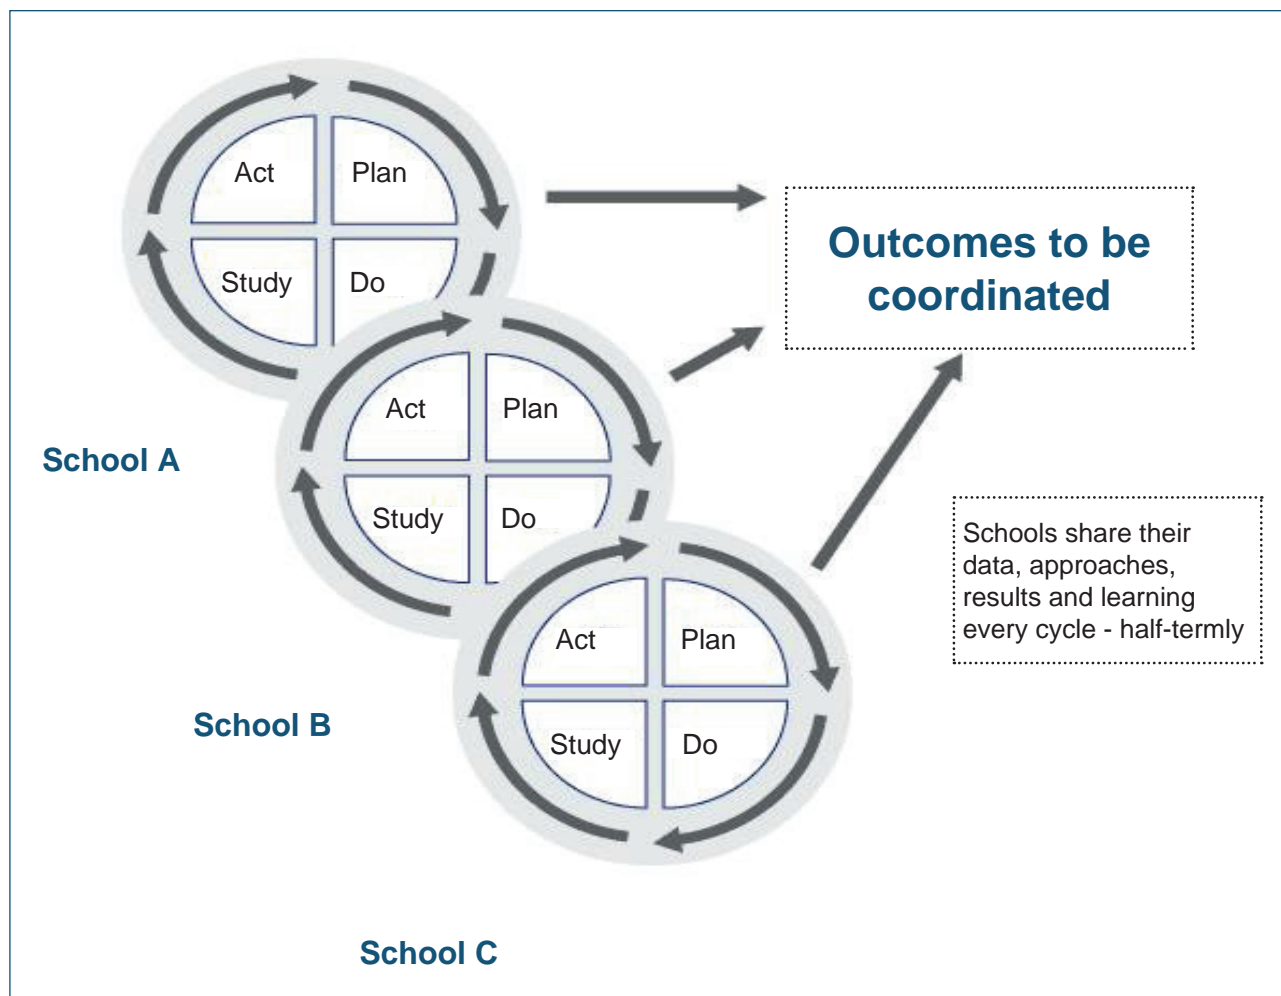 Act
Plan
Study
Do
School A
Act
Plan
Study
Do
School B
Act
Plan
Study
Do
School C
Outcomes to be
coordinated
Schools share their
data, approaches,
results and learning
every cycle - half-termly